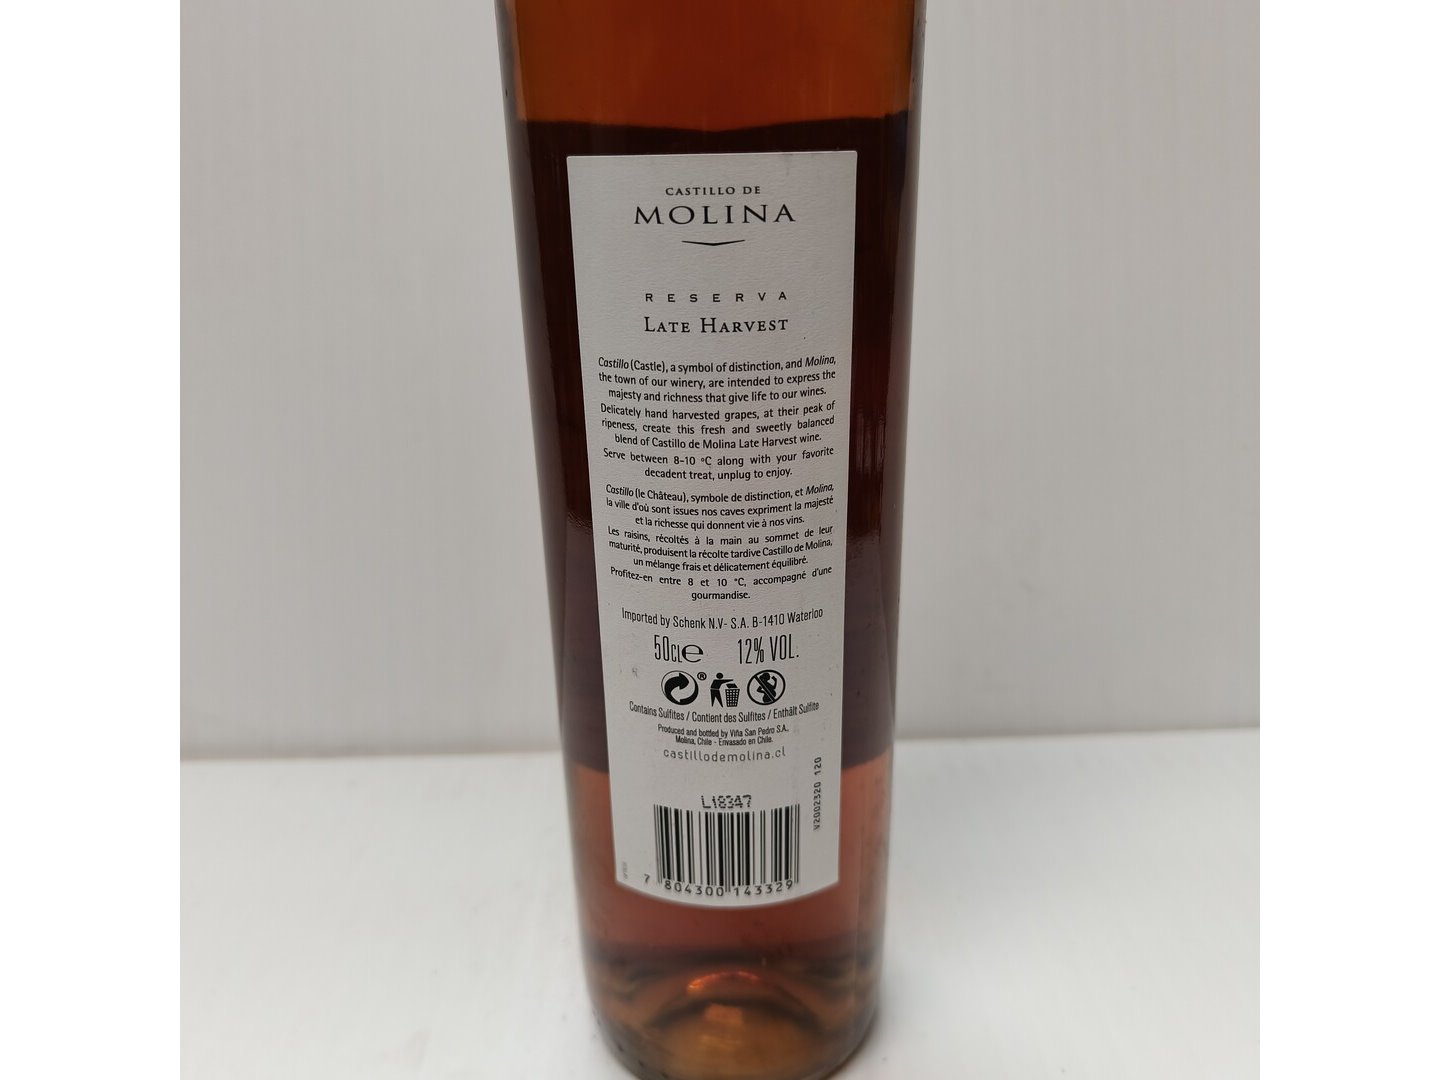 CASTILLO DE
MOLINA
RESERVA
LATE HARVEST
Castillo (Castle), a symbol of distinction, and Molina,
the town of our winery, are intended to express the
majesty and richness that give life to our wines.
Delicately hand harvested grapes, at their peak of
ripeness, create this fresh and sweetly balanced
blend of Castillo de Molina Late Harvest wine.
Serve between 8-10 °C along with your favorite
decadent treat, unplug to enjoy.
Castillo (le Château), symbole de distinction, et Molina,
la ville d'où sont issues nos caves expriment la majesté
et la richesse qui donnent vie à nos vins.
Les raisins, récoltés à la main au sommet de leur
maturité, produisent la récolte tardive Castillo de Molina,
un mélange frais et délicatement équilibré.
Profitez-en entre 8 et 10 °C, accompagné d'une
gourmandise.
Imported by Schenk N.V- S.A. B-1410 Waterloo
50CLe 12% VOL.
®
Contains Sulfites / Contient des Sulfites / Enthält Sulfite
Produced and bottled by Viña San Pedro S.A.,
Molina, Chile - Envasado en Chile.
castillodemolina.cl
V2002320 120
L18347
7 804300 143329